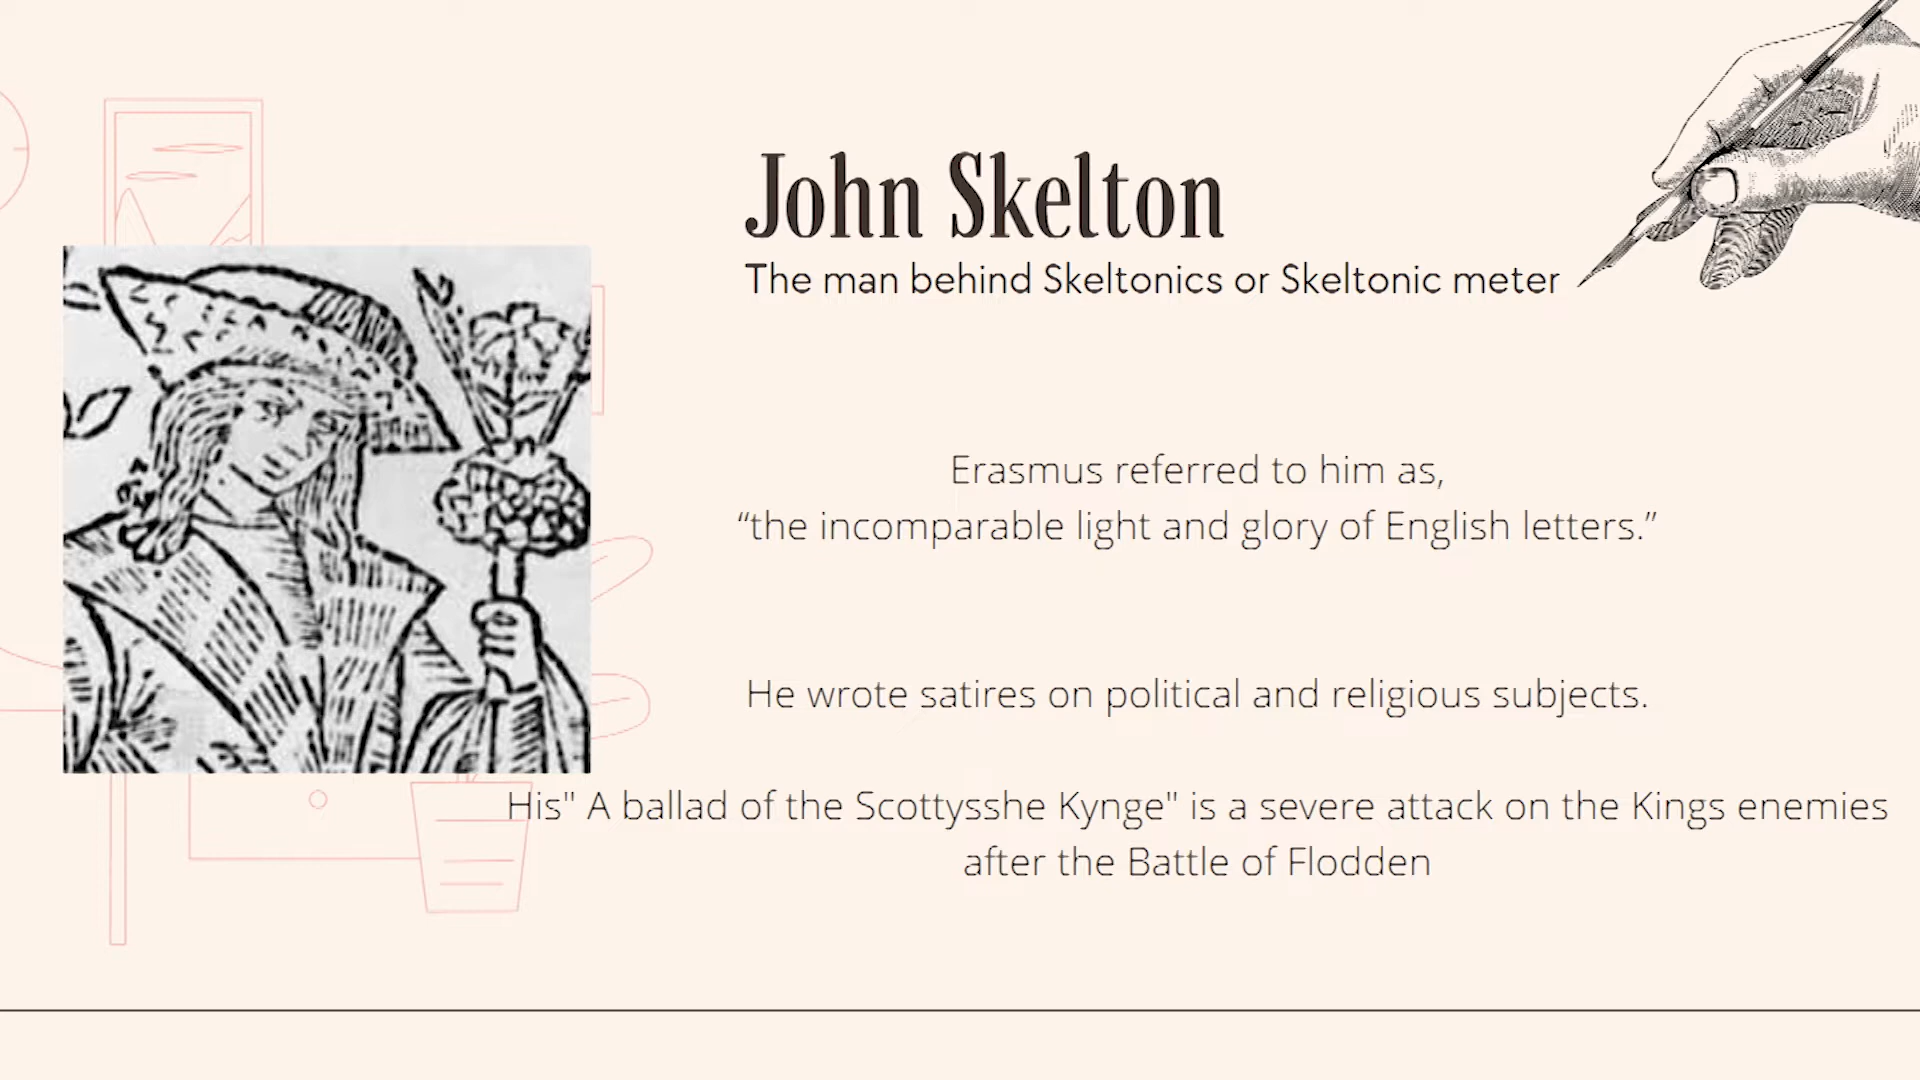 John Skelton
The man behind Skeltonics or Skeltonic meter
Erasmus referred to him as,
“the incomparable light and glory of English letters.”
He wrote satires on political and religious subjects.
His" A ballad of the Scottysshe Kynge" is a severe attack on the Kings enemies
after the Battle of Flodden